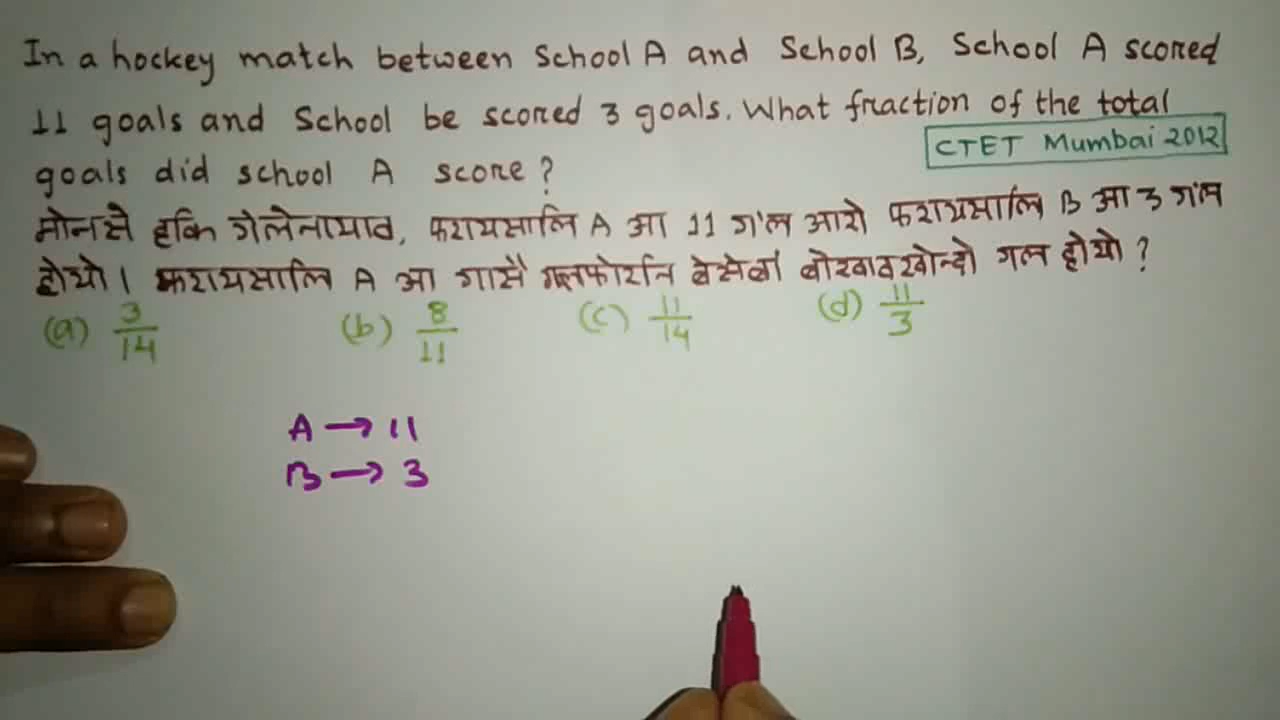 In a hockey match between School A and School B, School A scored
11 goals and School be scored 3 goals. What fraction of the total
goals did school A score?
CTET Mumbai 2012
मोनसे हकि गेलेनायाव, फरायसालि A आ 11 ग'ल आरो फरायसालि B आ 3 ग'ल
होयो। फरायसालि A आ गासै बेसेबां बोखावखोन्दो गल होयो?
(a) 3/14 (b) 8/11 (c) 11/14 (d) 11/3
A → 11
B → 3